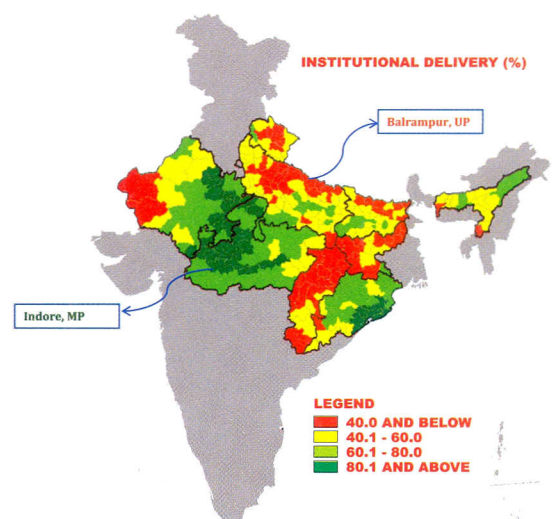 INSTITUTIONAL DELIVERY (%)
Balrampur, UP
Indore, MP
LEGEND
40.0 AND BELOW
40.1 - 60.0
60.1 - 80.0
80.1 AND ABOVE